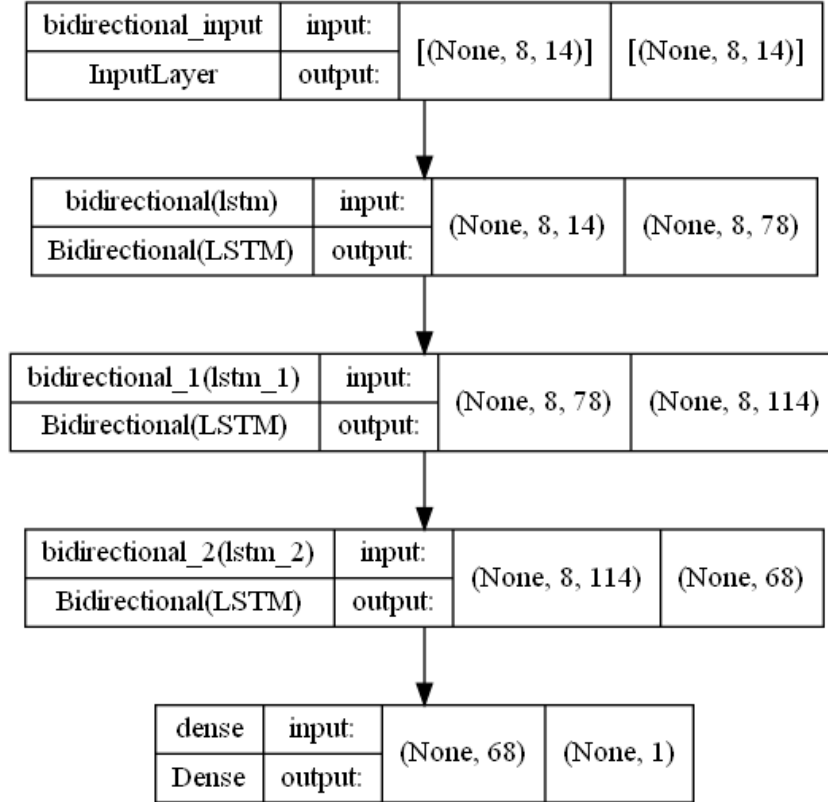 bidirectional_input input: [(None, 8, 14)] [(None, 8, 14)]
InputLayer output:
bidirectional(lstm) input: (None, 8, 14) (None, 8, 78)
Bidirectional(LSTM) output:
bidirectional_1(lstm_1) input: (None, 8, 78) (None, 8, 114)
Bidirectional(LSTM) output:
bidirectional_2(lstm_2) input: (None, 8, 114) (None, 68)
Bidirectional(LSTM) output:
dense input: (None, 68) (None, 1)
Dense output: